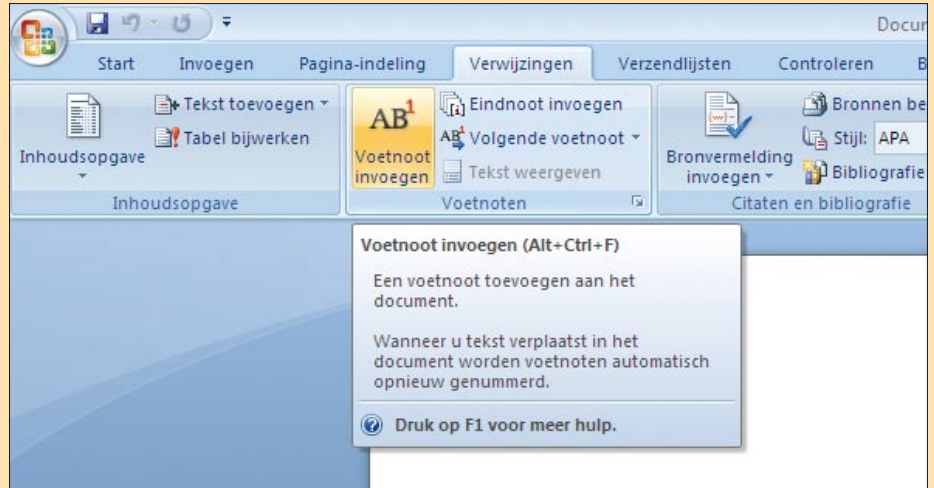 Docu
Start Invoegen Pagina-indeling Verwijzingen Verzendlijsten Controleren B
Inhoudsopgave
Tekst toevoegen
Tabel bijwerken
Inhoudsopgave
AB1
Voetnoot
invoegen
Eindnoot invoegen
Volgende voetnoot
Tekst weergeven
Voetnoten
Bronvermelding
invoegen
Bronnen be
Stijl: APA
Bibliografie
Citaten en bibliografie
Voetnoot invoegen (Alt+Ctrl+F)
Een voetnoot toevoegen aan het
document.
Wanneer u tekst verplaatst in het
document worden voetnoten automatisch
opnieuw genummerd.
Druk op F1 voor meer hulp.